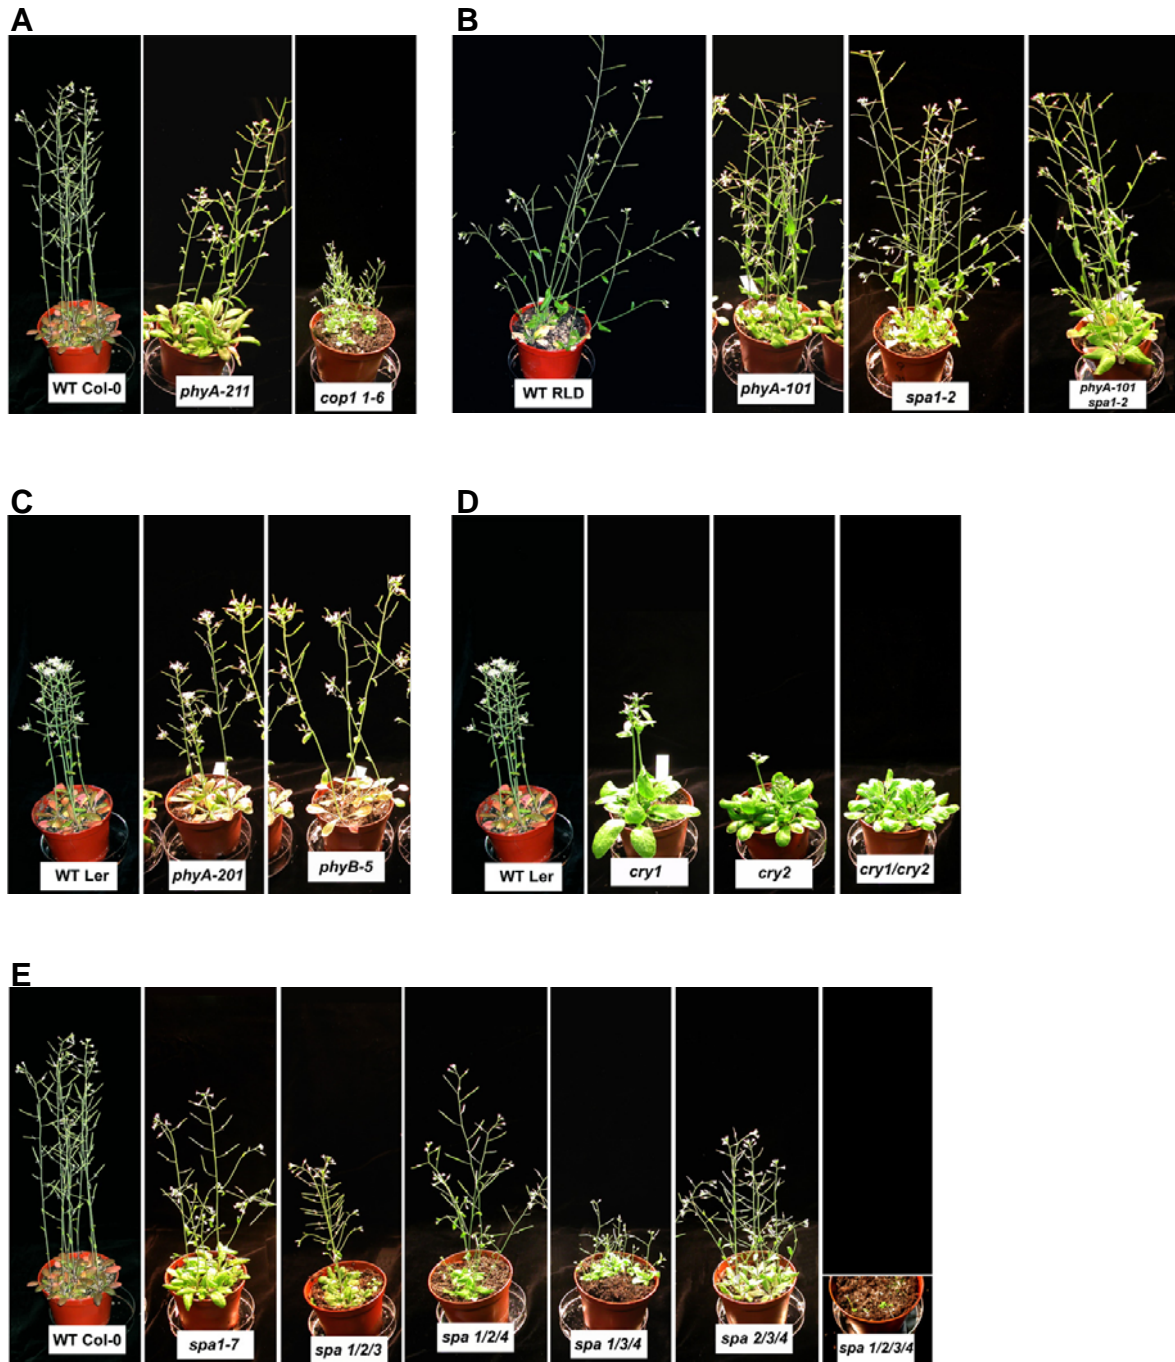 A
B
WT Col-0
phyA-211
cop1 1-6
WT RLD
phyA-101
spa1-2
phyA-101
spa1-2
C
D
WT Ler
phyA-201
phyB-5
WT Ler
cry1
cry2
cry1/cry2
E
WT Col-0
spa1-7
spa 1/2/3
spa 1/2/4
spa 1/3/4
spa 2/3/4
spa 1/2/3/4